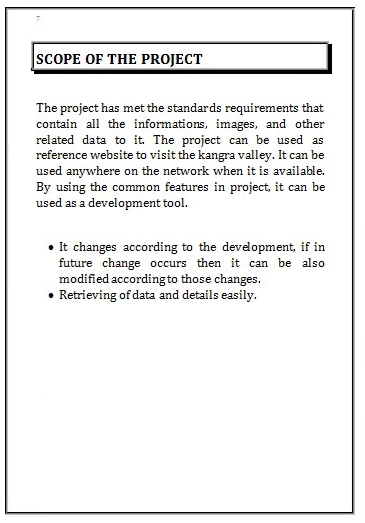 7
SCOPE OF THE PROJECT
The project has met the standards requirements that
contain all the informations, images, and other
related data to it. The project can be used as
reference website to visit the kangra valley. It can be
used anywhere on the network when it is available.
By using the common features in project, it can be
used as a development tool.
• It changes according to the development, if in
future change occurs then it can be also
modified according to those changes.
• Retrieving of data and details easily.